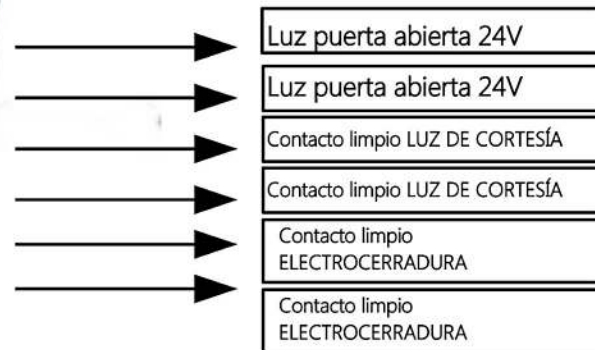 Luz puerta abierta 24V
Luz puerta abierta 24V
Contacto limpio LUZ DE CORTESÍA
Contacto limpio LUZ DE CORTESÍA
Contacto limpio
ELECTROCERRADURA
Contacto limpio
ELECTROCERRADURA